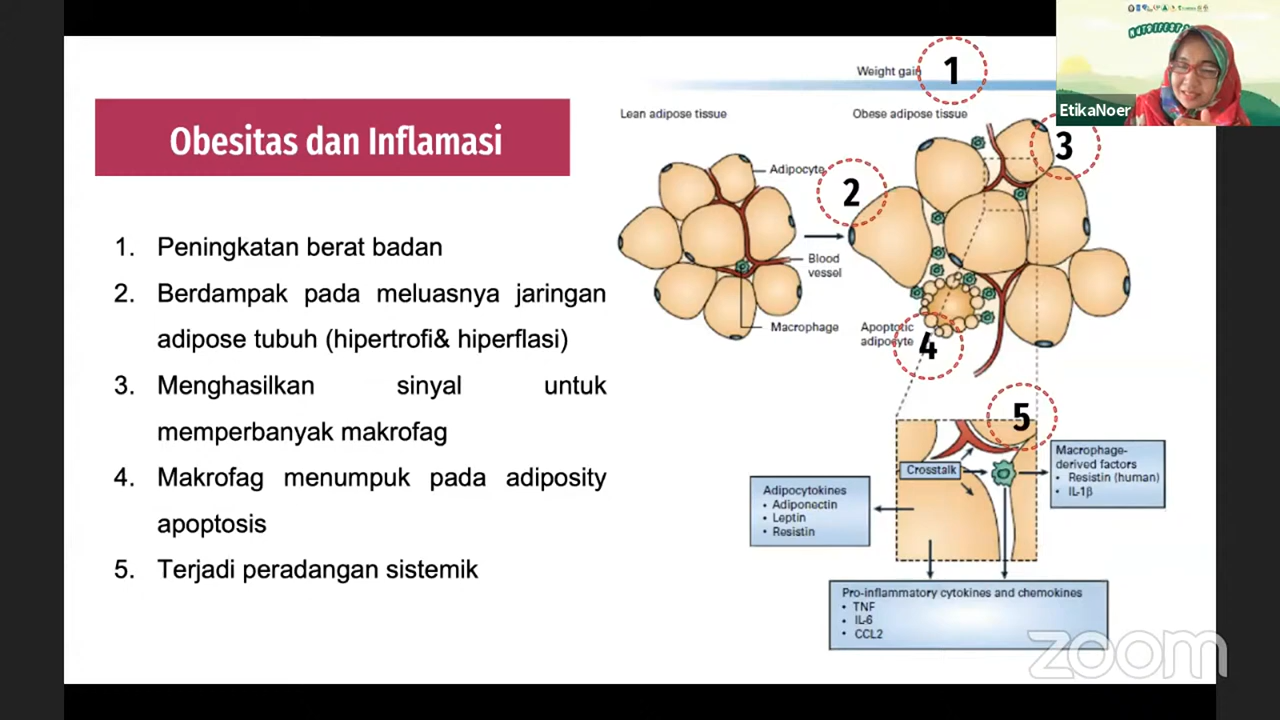 Obesitas dan Inflamasi
1. Peningkatan berat badan
2. Berdampak pada meluasnya jaringan
adipose tubuh (hipertrofi& hiperflasi)
3. Menghasilkan sinyal untuk
memperbanyak makrofag
4. Makrofag menumpuk pada adiposity
apoptosis
5. Terjadi peradangan sistemik
Weight gain
1
Lean adipose tissue
Obese adipose tissue
Adipocyte
2
3
Blood
vessel
Macrophage
Apoptotic
adipocyte
4
5
Crosstalk
Macrophage-
derived factors
• Resistin (human)
• IL-1β
Adipocytokines
• Adiponectin
• Leptin
• Resistin
Pro-inflammatory cytokines and chemokines
• TNF
• IL-6
• CCL2
EtikaNoer
zoom